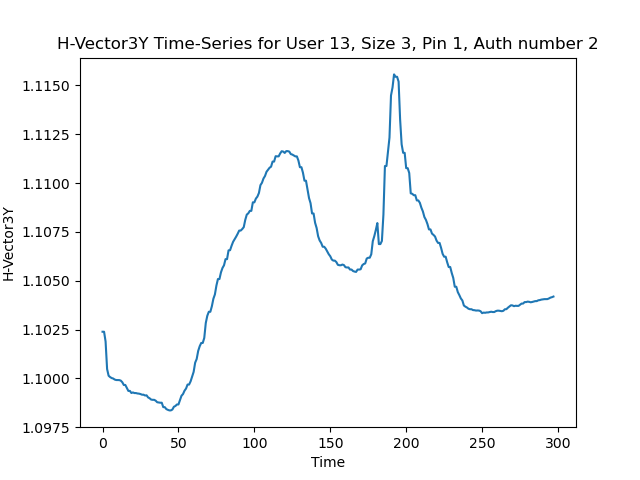 H-Vector3Y Time-Series for User 13, Size 3, Pin 1, Auth number 2
H-Vector3Y
1.1150
1.1125
1.1100
1.1075
1.1050
1.1025
1.1000
1.0975
0 50 100 150 200 250 300
Time